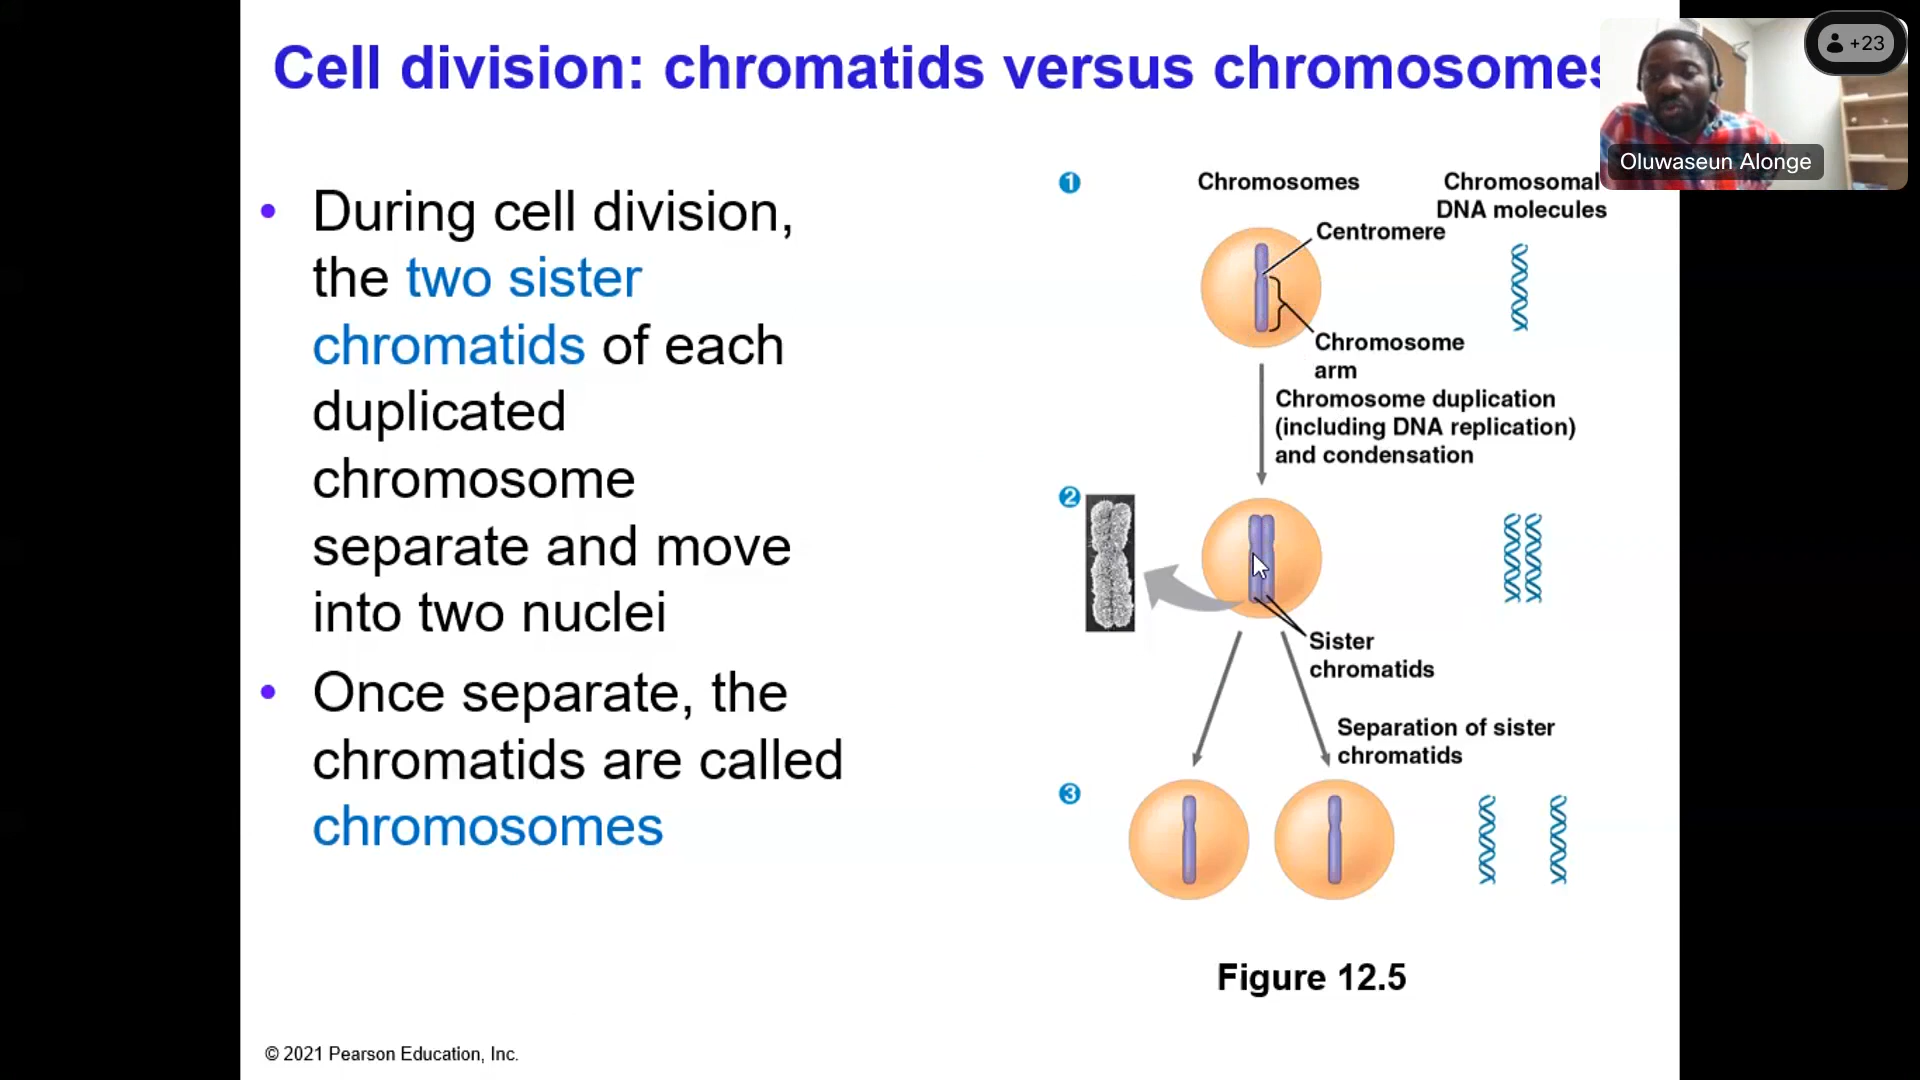 Cell division: chromatids versus chromosomes
+23
Oluwaseun Alonge
• During cell division,
the two sister
chromatids of each
duplicated
chromosome
separate and move
into two nuclei
• Once separate, the
chromatids are called
chromosomes
1
Chromosomes
Chromosomal
DNA molecules
Centromere
Chromosome
arm
Chromosome duplication
(including DNA replication)
and condensation
2
Sister
chromatids
Separation of sister
chromatids
3
Figure 12.5
© 2021 Pearson Education, Inc.